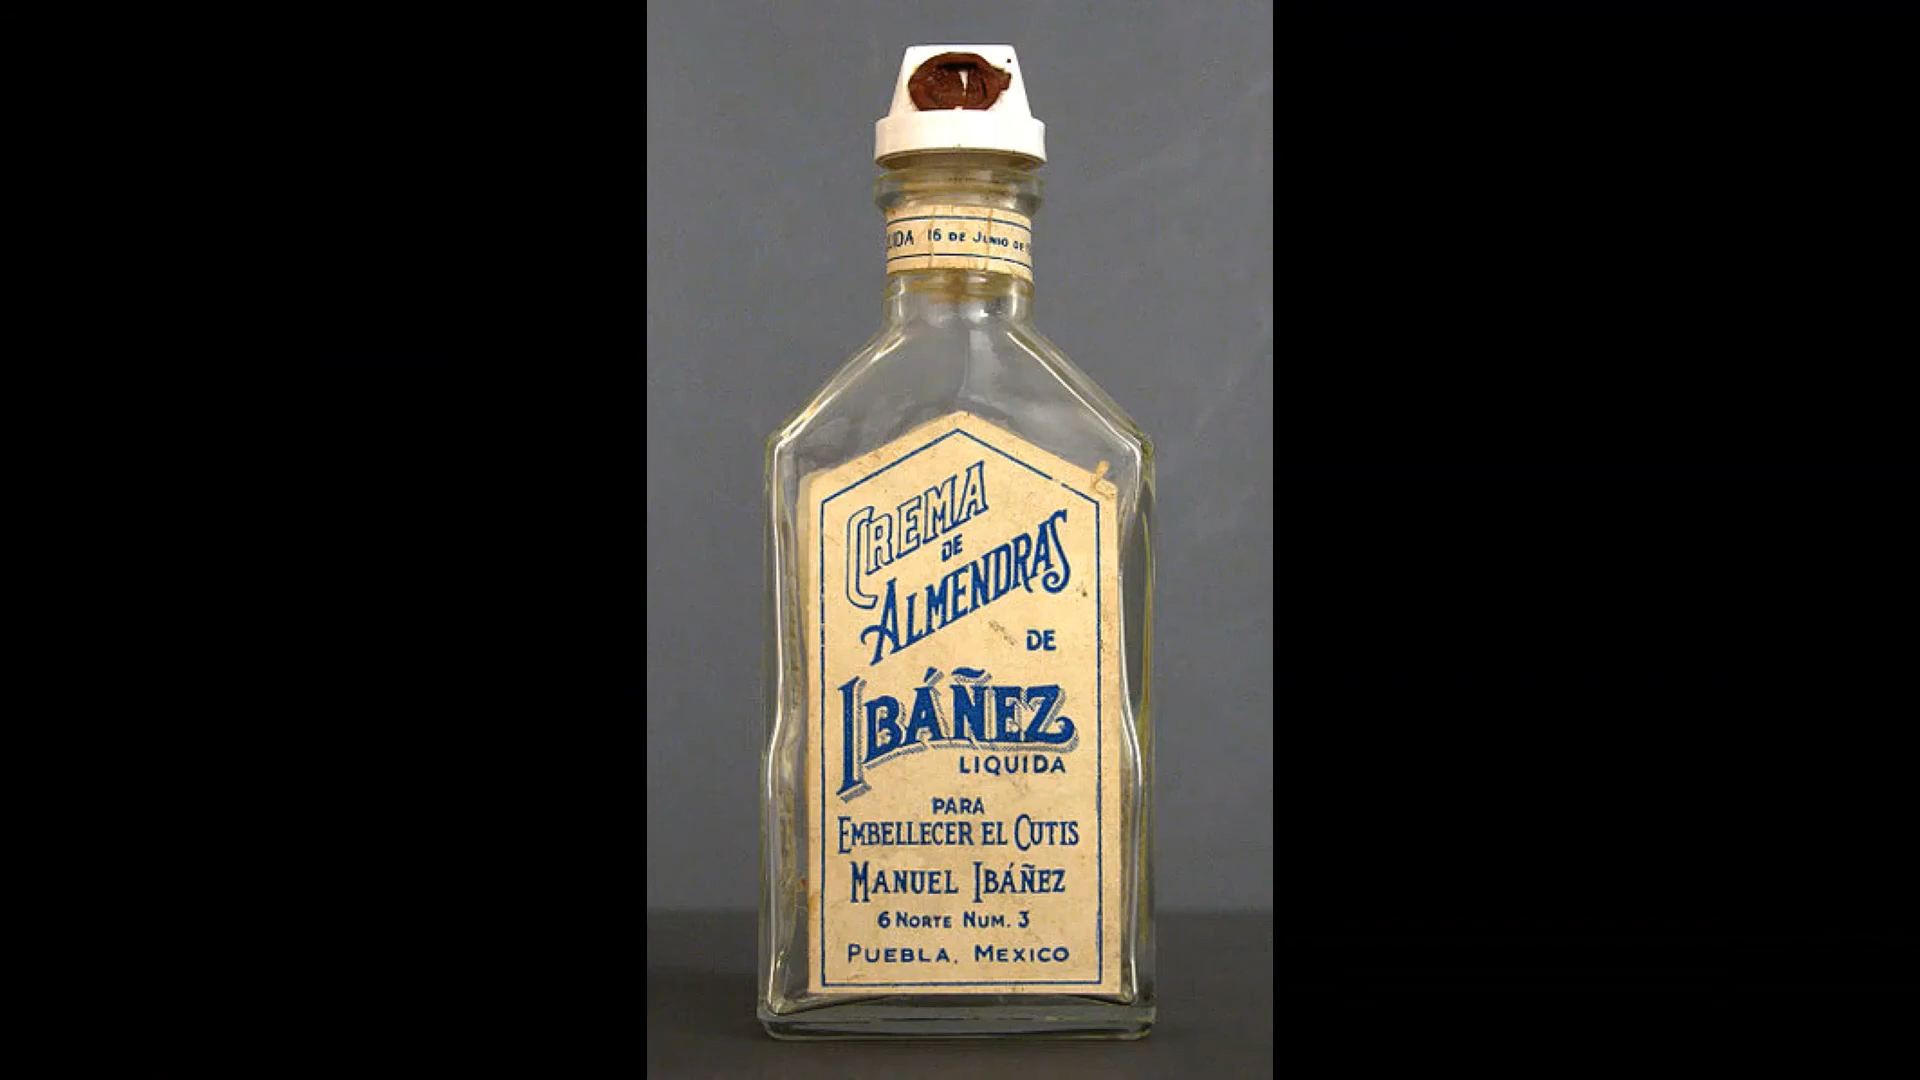 16 DE JUNIO DE
CREMA
DE
ALMENDRAS
DE
IBÁÑEZ
LIQUIDA
PARA
EMBELLECER EL CUTIS
MANUEL IBÁÑEZ
6 NORTE NUM. 3
PUEBLA, MEXICO